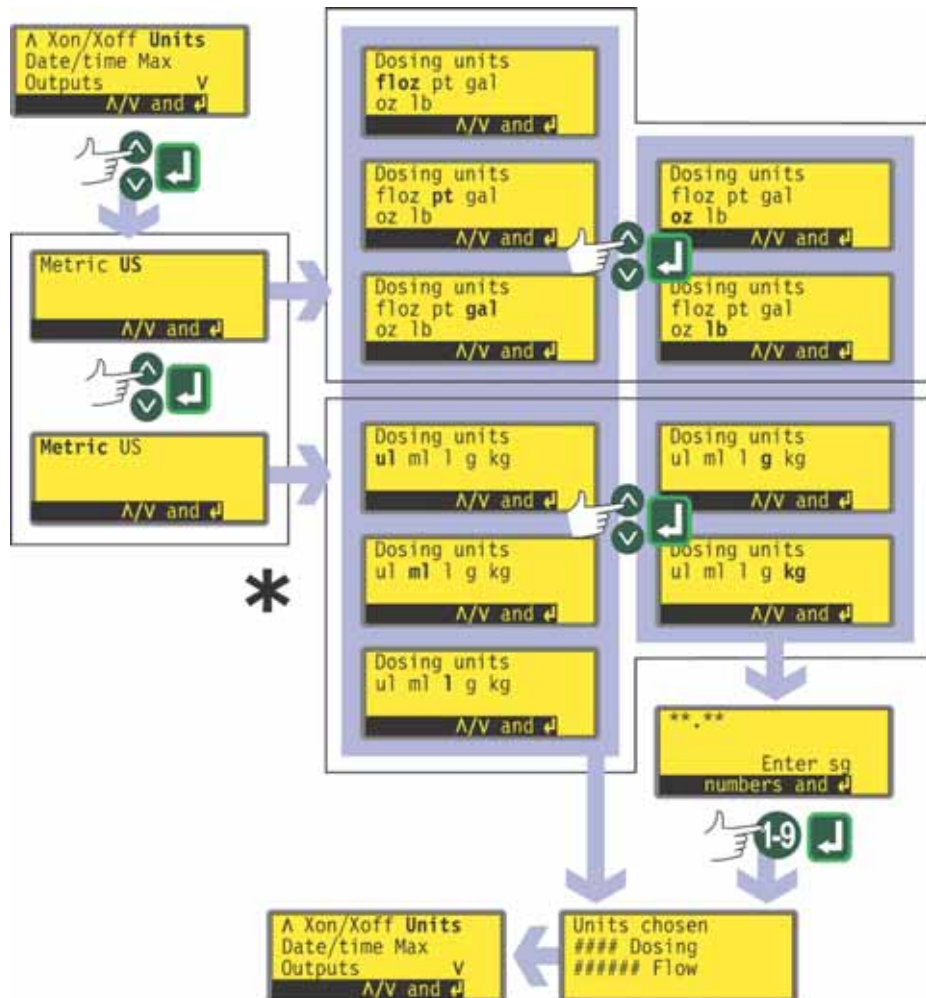 Λ Xon/Xoff Units
Date/time Max
Outputs V
Λ/V and ↲
Metric US
Λ/V and ↲
Metric US
Λ/V and ↲
*
Dosing units
floz pt gal
oz lb
Λ/V and ↲
Dosing units
floz pt gal
oz lb
Λ/V and ↲
Dosing units
floz pt gal
oz lb
Λ/V and ↲
Dosing units
floz pt gal
oz lb
Λ/V and ↲
Dosing units
floz pt gal
oz lb
Λ/V and ↲
Dosing units
ul ml l g kg
Λ/V and ↲
Dosing units
ul ml l g kg
Λ/V and ↲
Dosing units
ul ml l g kg
Λ/V and ↲
Dosing units
ul ml l g kg
Λ/V and ↲
Dosing units
ul ml l g kg
Λ/V and ↲
**.**
Enter sg
numbers and ↲
1-9
Units chosen
#### Dosing
###### Flow
Λ Xon/Xoff Units
Date/time Max
Outputs V
Λ/V and ↲